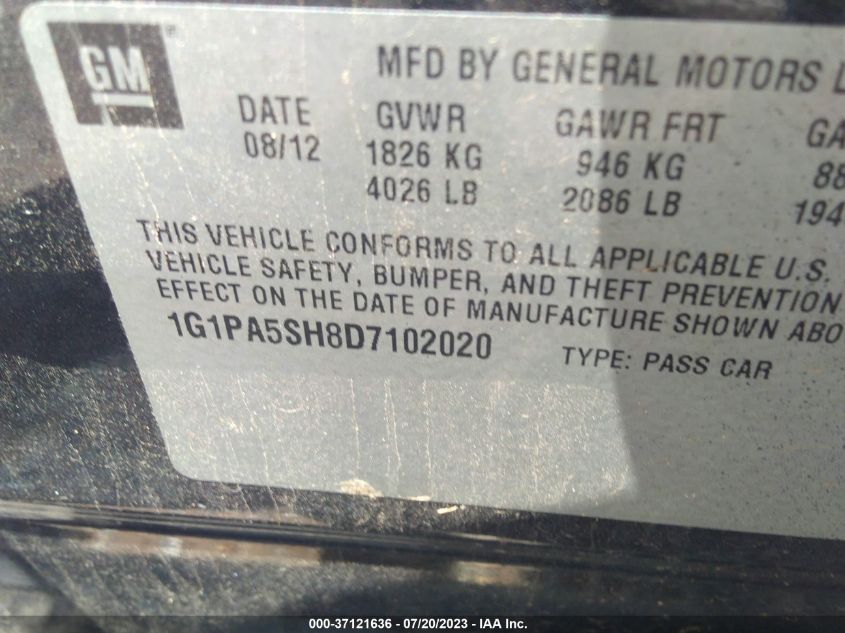 GM ®
MFD BY GENERAL MOTORS
DATE GVWR GAWR FRT
08/12 1826 KG 946 KG
4026 LB 2086 LB
THIS VEHICLE CONFORMS TO ALL APPLICABLE U.S.
VEHICLE SAFETY, BUMPER, AND THEFT PREVENTION
EFFECT ON THE DATE OF MANUFACTURE SHOWN
1G1PA5SH8D7102020 TYPE: PASS CAR
000-37121636 - 07/20/2023 - IAA Inc.